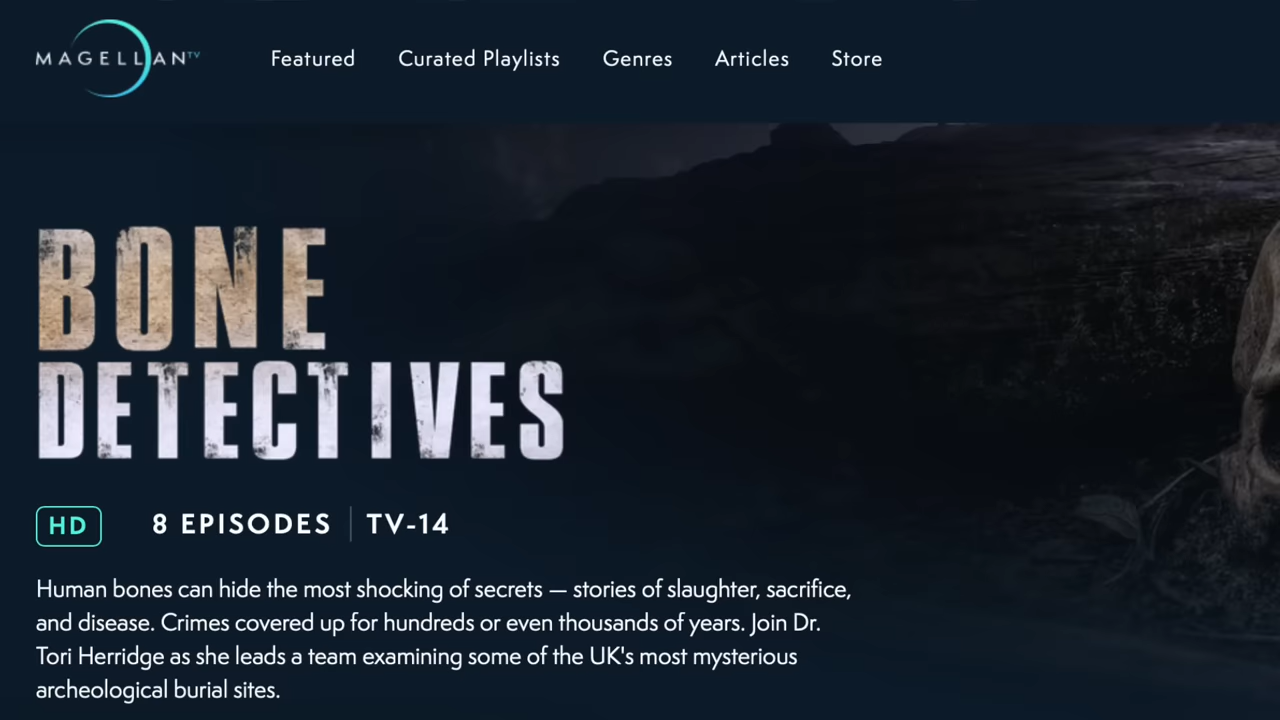 MAGELLANTV
Featured Curated Playlists Genres Articles Store
BONE
DETECTIVES
HD 8 EPISODES TV-14
Human bones can hide the most shocking of secrets — stories of slaughter, sacrifice,
and disease. Crimes covered up for hundreds or even thousands of years. Join Dr.
Tori Herridge as she leads a team examining some of the UK's most mysterious
archeological burial sites.